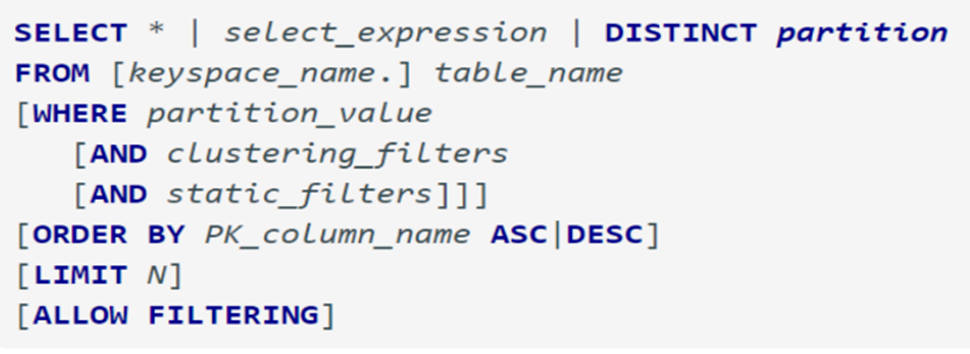 SELECT * | select_expression | DISTINCT partition
FROM [keyspace_name.] table_name
[WHERE partition_value
   [AND clustering_filters
   [AND static_filters]]]
[ORDER BY PK_column_name ASC|DESC]
[LIMIT N]
[ALLOW FILTERING]